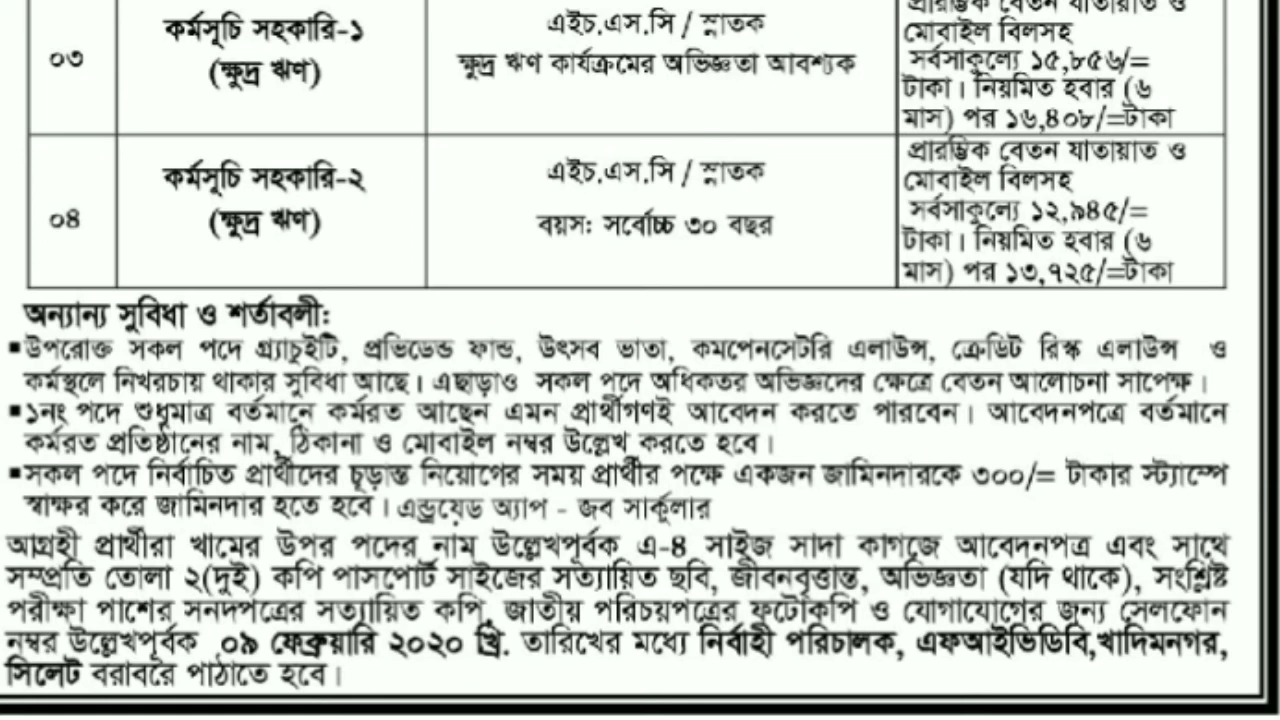 ০৩
কর্মসূচি সহকারি-১
(ক্ষুদ্র ঋণ)
এইচ.এস.সি / স্নাতক
ক্ষুদ্র ঋণ কার্যক্রমের অভিজ্ঞতা আবশ্যক
প্রারম্ভিক বেতন যাতায়াত ও
মোবাইল বিলসহ
সর্বসাকুল্যে ১৫,৮৫৬/=
টাকা। নিয়মিত হবার (৬
মাস) পর ১৬,৪০৮/=টাকা
০৪
কর্মসূচি সহকারি-২
(ক্ষুদ্র ঋণ)
এইচ.এস.সি / স্নাতক
বয়স: সর্বোচ্চ ৩০ বছর
প্রারম্ভিক বেতন যাতায়াত ও
মোবাইল বিলসহ
সর্বসাকুল্যে ১২,৯৪৫/=
টাকা। নিয়মিত হবার (৬
মাস) পর ১৩,৭২৫/=টাকা
অন্যান্য সুবিধা ও শর্তাবলী:
▪উপরোক্ত সকল পদে গ্র্যাচুইটি, প্রভিডেন্ড ফান্ড, উৎসব ভাতা, কমপেনসেটরি এলাউন্স, ক্রেডিট রিস্ক এলাউন্স ও
কর্মস্থলে নিখরচায় থাকার সুবিধা আছে। এছাড়াও সকল পদে অধিকতর অভিজ্ঞদের ক্ষেত্রে বেতন আলোচনা সাপেক্ষ।
▪১নং পদে শুধুমাত্র বর্তমানে কর্মরত আছেন এমন প্রার্থীগণই আবেদন করতে পারবেন। আবেদনপত্রে বর্তমানে
কর্মরত প্রতিষ্ঠানের নাম, ঠিকানা ও মোবাইল নম্বর উল্লেখ করতে হবে।
▪সকল পদে নির্বাচিত প্রার্থীদের চূড়ান্ত নিয়োগের সময় প্রার্থীর পক্ষে একজন জামিনদারকে ৩০০/= টাকার স্ট্যাম্পে
স্বাক্ষর করে জামিনদার হতে হবে। এন্ড্রয়েড অ্যাপ - জব সার্কুলার
আগ্রহী প্রার্থীরা খামের উপর পদের নাম উল্লেখপূর্বক এ-৪ সাইজ সাদা কাগজে আবেদনপত্র এবং সাথে
সম্প্রতি তোলা ২(দুই) কপি পাসপোর্ট সাইজের সত্যায়িত ছবি, জীবনবৃত্তান্ত, অভিজ্ঞতা (যদি থাকে), সংশ্লিষ্ট
পরীক্ষা পাশের সনদপত্রের সত্যায়িত কপি, জাতীয় পরিচয়পত্রের ফটোকপি ও যোগাযোগের জন্য সেলফোন
নম্বর উল্লেখপূর্বক ০৯ ফেব্রুয়ারি ২০২০ খ্রি. তারিখের মধ্যে নির্বাহী পরিচালক, এফআইভিডিবি,খাদিমনগর,
সিলেট বরাবরে পাঠাতে হবে।